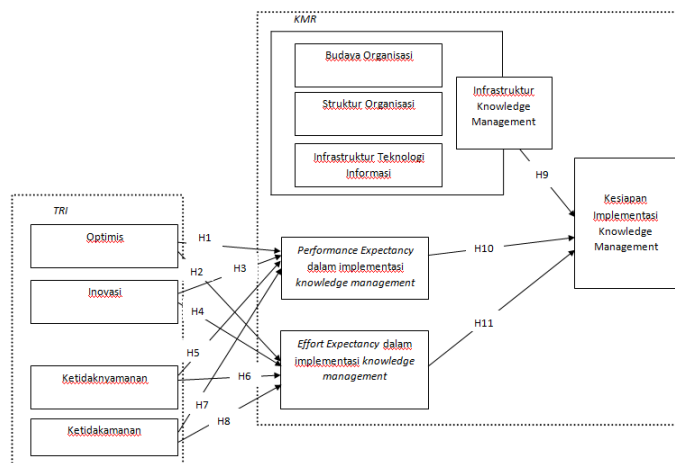 KMR
Budaya Organisasi
Struktur Organisasi
Infrastruktur Teknologi
Informasi
Infrastruktur
Knowledge
Management
H9
Kesiapan
Implementasi
Knowledge
Management
TRI
Optimis
Inovasi
Ketidaknyamanan
Ketidakamanan
H1
H2
H3
H4
H5
H6
H7
H8
Performance Expectancy
dalam implementasi
knowledge management
H10
Effort Expectancy dalam
implementasi knowledge
management
H11